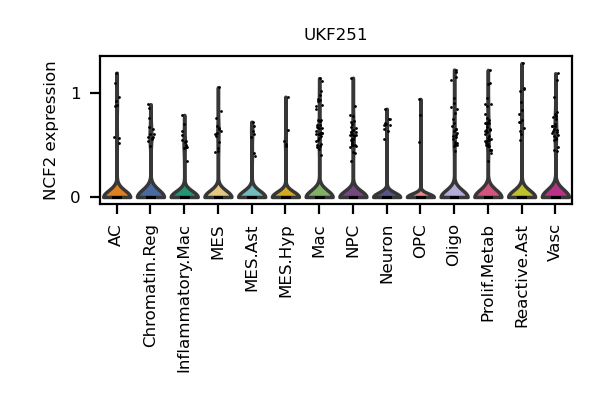 UKF251
NCF2 expression
1
0
AC
Chromatin.Reg
Inflammatory.Mac
MES
MES.Ast
MES.Hyp
Mac
NPC
Neuron
OPC
Oligo
Prolif.Metab
Reactive.Ast
Vasc